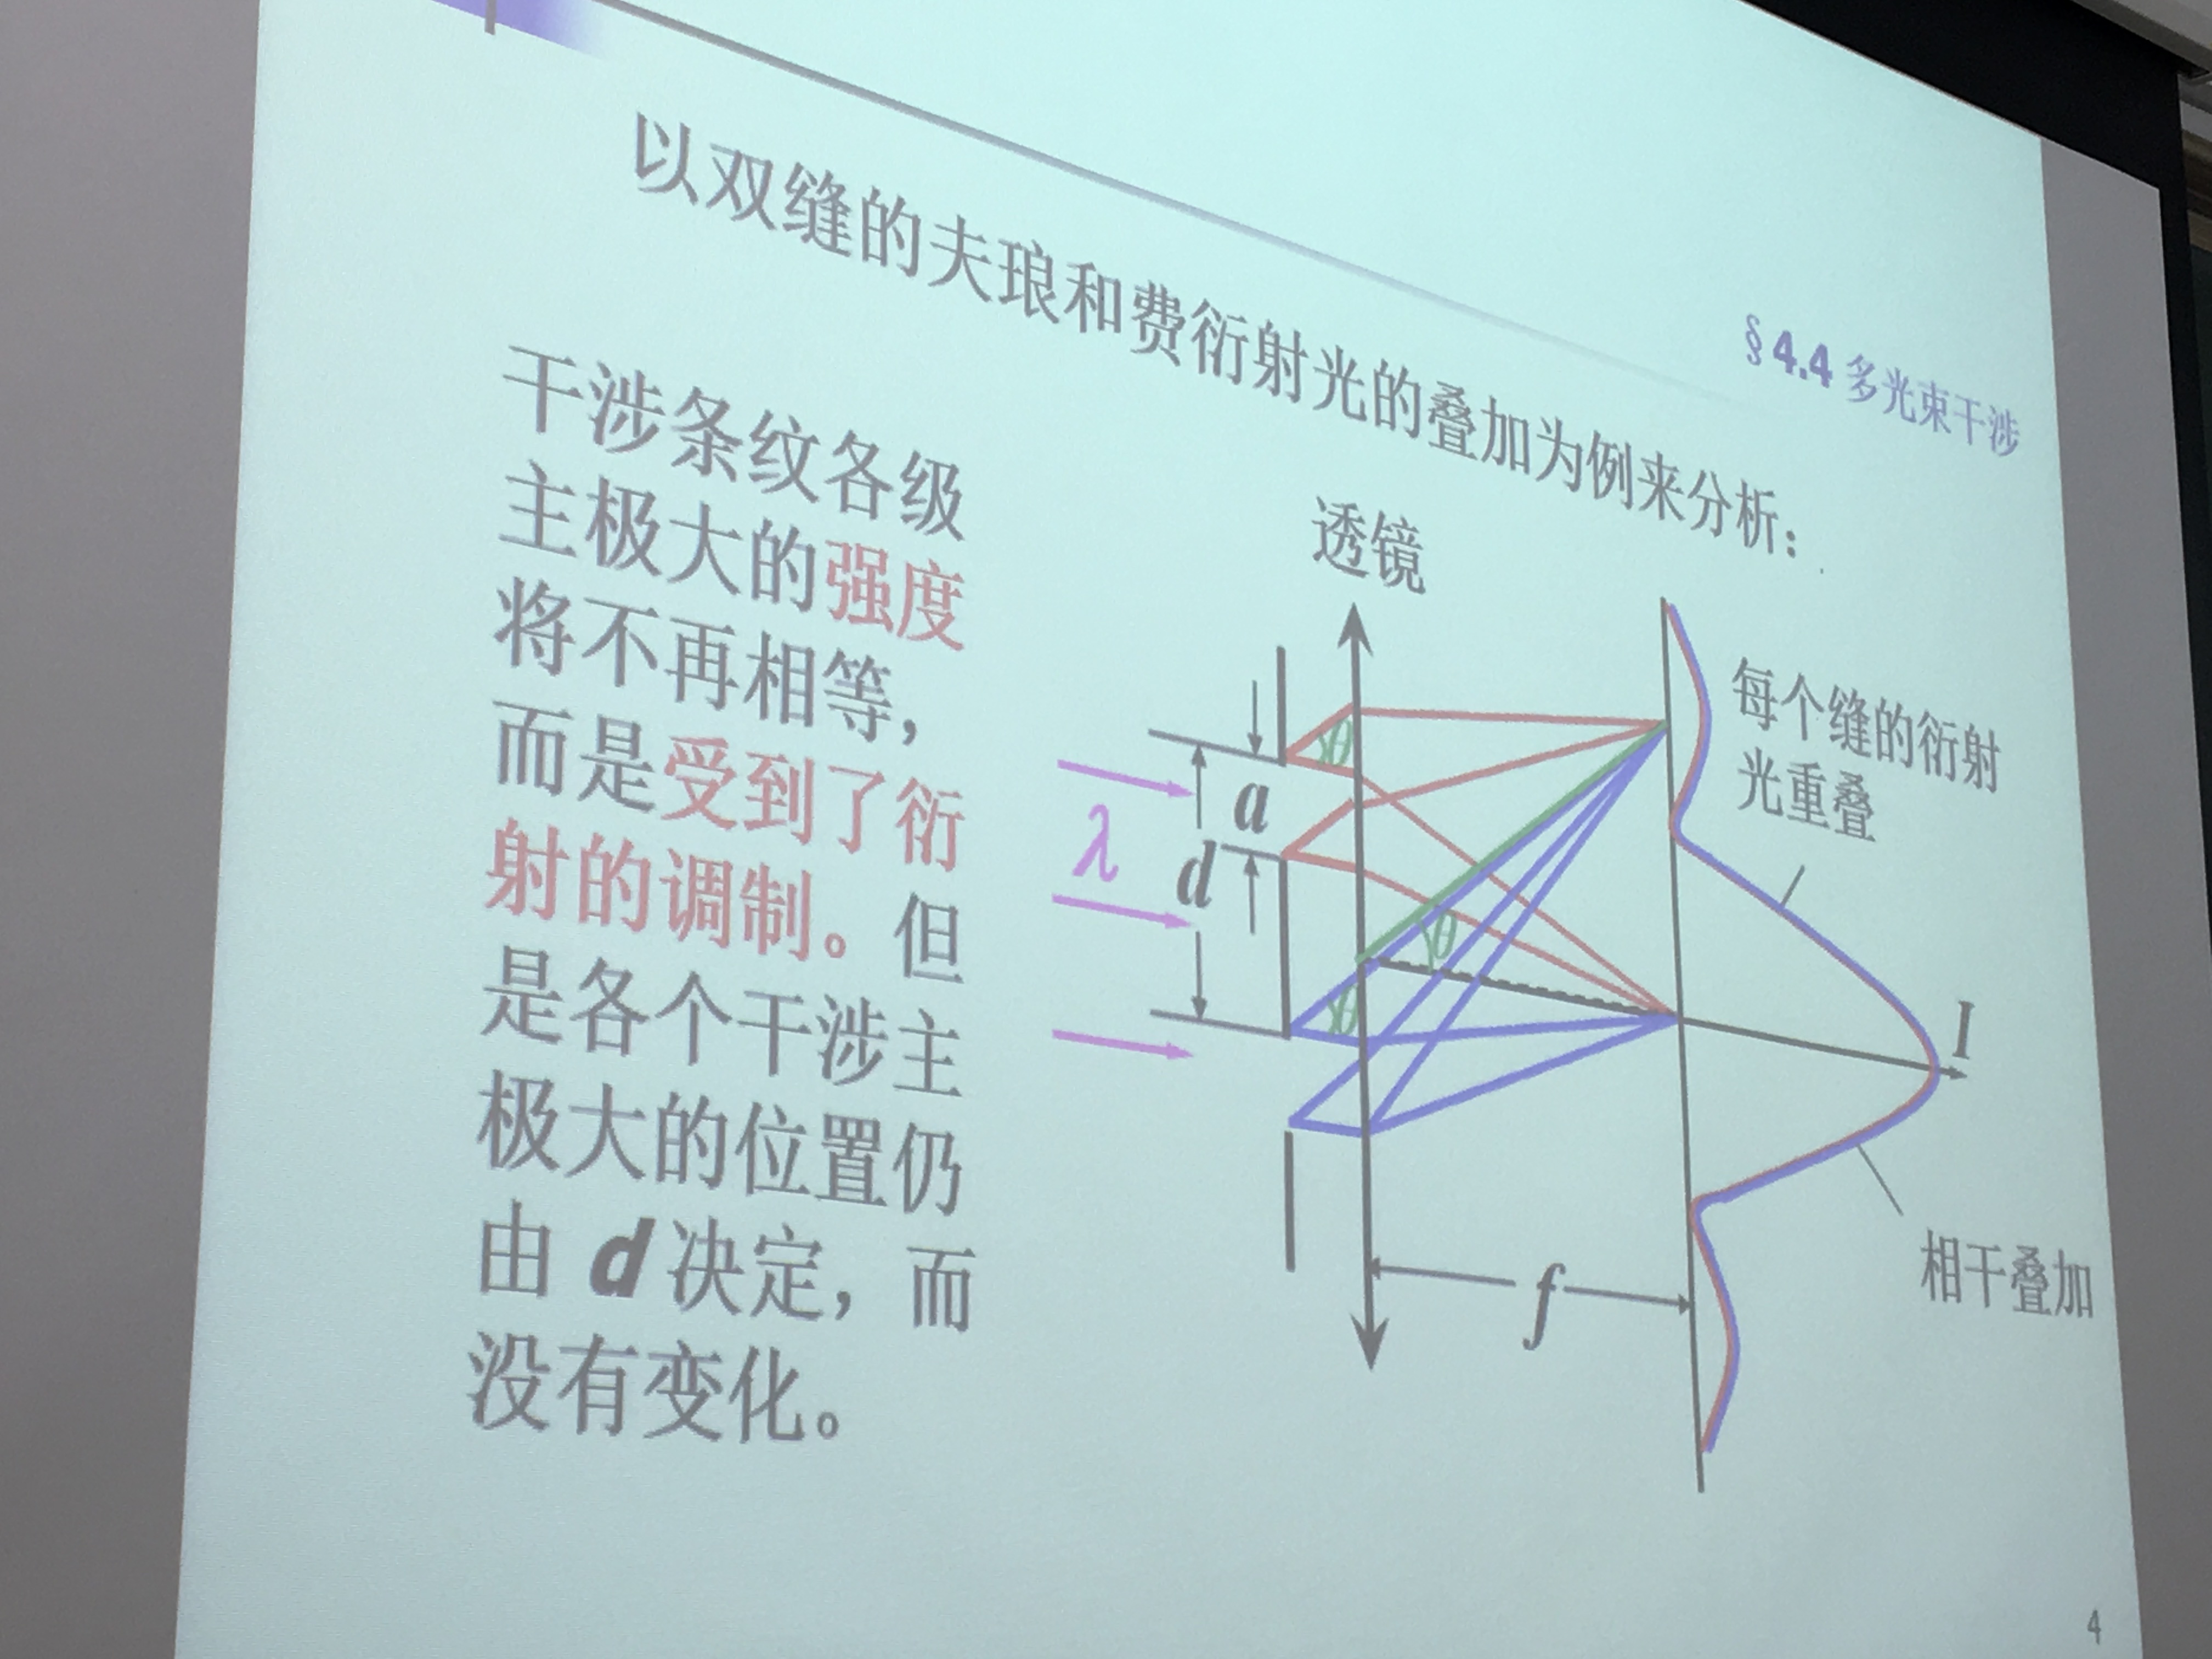 §4.4 多光束干涉
以双缝的夫琅和费衍射光的叠加为例来分析：
干涉条纹各级
主极大的强度
将不再相等，
而是受到了衍
射的调制。但
是各个干涉主
极大的位置仍
由 d 决定，而
没有变化。
透镜
θ
a
d
λ
θ
θ
f
每个缝的衍射
光重叠
I
相干叠加
4